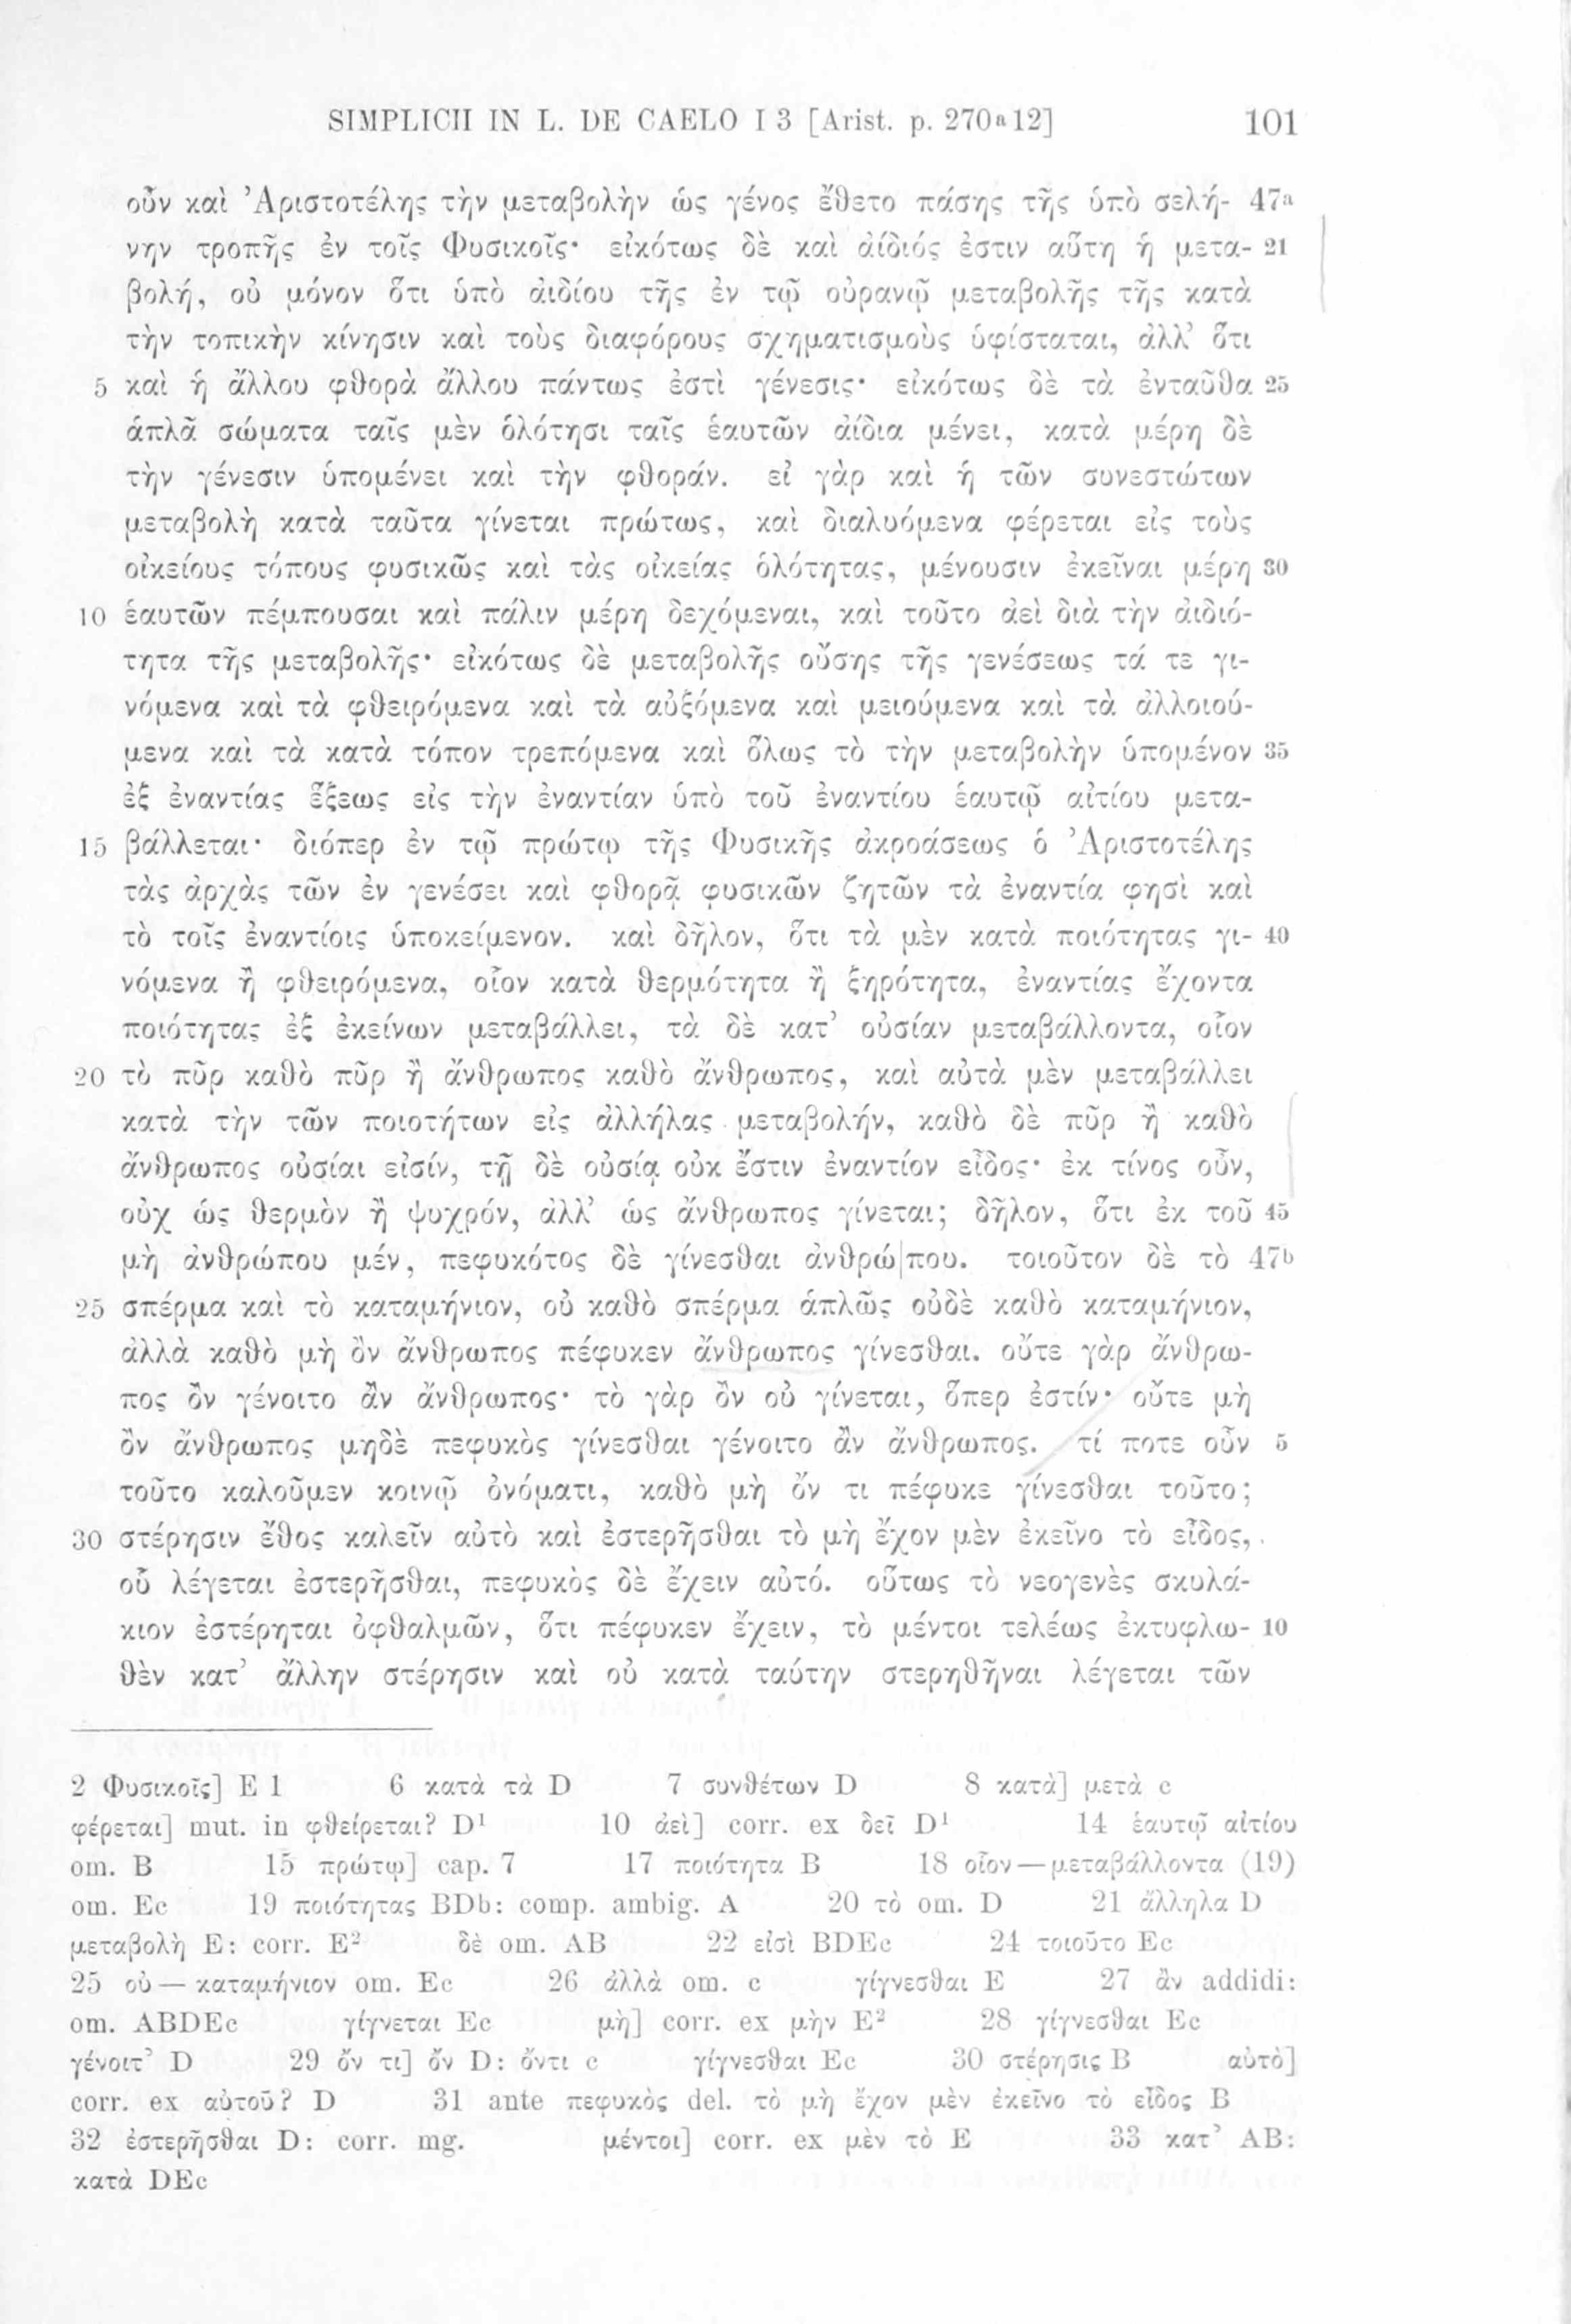 SIMPLICII IN L. DE CAELO I 3 [Arist. p. 270a12] 101
οὖν καὶ Ἀριστοτέλης τὴν μεταβολὴν ὡς γένος ἔθετο πάσης τῆς ὑπὸ σελή- 47a
νην τροπῆς ἐν τοῖς Φυσικοῖς· εἰκότως δὲ καὶ ἀίδιός ἐστιν αὕτη ἡ μετα- 21
βολή, οὐ μόνον ὅτι ὑπὸ ἀιδίου τῆς ἐν τῷ οὐρανῷ μεταβολῆς τῆς κατὰ
τὴν τοπικὴν κίνησιν καὶ τοὺς διαφόρους σχηματισμοὺς ὑφίσταται, ἀλλ’ ὅτι
5 καὶ ἡ ἄλλου φθορὰ ἄλλου πάντως ἐστὶ γένεσις· εἰκότως δὲ τὰ ἐνταῦθα 25
ἁπλᾶ σώματα ταῖς μὲν ὁλότησι ταῖς ἑαυτῶν ἀίδια μένει, κατὰ μέρη δὲ
τὴν γένεσιν ὑπομένει καὶ τὴν φθοράν. εἰ γὰρ καὶ ἡ τῶν συνεστώτων
μεταβολὴ κατὰ ταῦτα γίνεται πρώτως, καὶ διαλυόμενα φέρεται εἰς τοὺς
οἰκείους τόπους φυσικῶς καὶ τὰς οἰκείας ὁλότητας, μένουσιν ἐκεῖναι μέρη 30
10 ἑαυτῶν πέμπουσαι καὶ πάλιν μέρη δεχόμεναι, καὶ τοῦτο ἀεὶ διὰ τὴν ἀιδιό-
τητα τῆς μεταβολῆς· εἰκότως δὲ μεταβολῆς οὔσης τῆς γενέσεως τά τε γι-
νόμενα καὶ τὰ φθειρόμενα καὶ τὰ αὐξόμενα καὶ μειούμενα καὶ τὰ ἀλλοιού-
μενα καὶ τὰ κατὰ τόπον τρεπόμενα καὶ ὅλως τὸ τὴν μεταβολὴν ὑπομένον 35
ἐξ ἐναντίας ἕξεως εἰς τὴν ἐναντίαν ὑπὸ τοῦ ἐναντίου ἑαυτῷ αἰτίου μετα-
15 βάλλεται· διόπερ ἐν τῷ πρώτῳ τῆς Φυσικῆς ἀκροάσεως ὁ Ἀριστοτέλης
τὰς ἀρχὰς τῶν ἐν γενέσει καὶ φθορᾷ φυσικῶν ζητῶν τὰ ἐναντία φησὶ καὶ
τὸ τοῖς ἐναντίοις ὑποκείμενον. καὶ δῆλον, ὅτι τὰ μὲν κατὰ ποιότητας γι- 40
νόμενα ἢ φθειρόμενα, οἷον κατὰ θερμότητα ἢ ξηρότητα, ἐναντίας ἔχοντα
ποιότητας ἐξ ἐκείνων μεταβάλλει, τὰ δὲ κατ’ οὐσίαν μεταβάλλοντα, οἷον
20 τὸ πῦρ καθὸ πῦρ ἢ ἄνθρωπος καθὸ ἄνθρωπος, καὶ αὐτὰ μὲν μεταβάλλει
κατὰ τὴν τῶν ποιοτήτων εἰς ἀλλήλας μεταβολήν, καθὸ δὲ πῦρ ἢ καθὸ
ἄνθρωπος οὐσίαι εἰσίν, τῇ δὲ οὐσίᾳ οὐκ ἔστιν ἐναντίον εἶδος· ἐκ τίνος οὖν,
οὐχ ὡς θερμὸν ἢ ψυχρόν, ἀλλ’ ὡς ἄνθρωπος γίνεται; δῆλον, ὅτι ἐκ τοῦ 45
μὴ ἀνθρώπου μέν, πεφυκότος δὲ γίνεσθαι ἀνθρώ|που. τοιοῦτον δὲ τὸ 47b
25 σπέρμα καὶ τὸ καταμήνιον, οὐ καθὸ σπέρμα ἁπλῶς οὐδὲ καθὸ καταμήνιον,
ἀλλὰ καθὸ μὴ ὂν ἄνθρωπος πέφυκεν ἄνθρωπος γίνεσθαι. οὔτε γὰρ ἄνθρω-
πος ὂν γένοιτο ἂν ἄνθρωπος· τὸ γὰρ ὂν οὐ γίνεται, ὅπερ ἐστίν· οὔτε μὴ
ὂν ἄνθρωπος μηδὲ πεφυκὸς γίνεσθαι γένοιτο ἂν ἄνθρωπος. τί ποτε οὖν 5
τοῦτο καλοῦμεν κοινῷ ὀνόματι, καθὸ μὴ ὄν τι πέφυκε γίνεσθαι τοῦτο;
30 στέρησιν ἔθος καλεῖν αὐτὸ καὶ ἐστερῆσθαι τὸ μὴ ἔχον μὲν ἐκεῖνο τὸ εἶδος,
οὗ λέγεται ἐστερῆσθαι, πεφυκὸς δὲ ἔχειν αὐτό. οὕτως τὸ νεογενὲς σκυλά-
κιον ἐστέρηται ὀφθαλμῶν, ὅτι πέφυκεν ἔχειν, τὸ μέντοι τελέως ἐκτυφλω- 10
θὲν κατ’ ἄλλην στέρησιν καὶ οὐ κατὰ ταύτην στερηθῆναι λέγεται τῶν
2 Φυσικοῖς] E 1 6 κατὰ τὰ D 7 συνθέτων D 8 κατὰ] μετὰ c
φέρεται] mut. in φθείρεται? D¹ 10 ἀεὶ] corr. ex δεῖ D¹ 14 ἑαυτῷ αἰτίου
om. B 15 πρώτῳ] cap. 7 17 ποιότητα B 18 οἷον—μεταβάλλοντα (19)
om. Ec 19 ποιότητας BDb: comp. ambig. A 20 τὸ om. D 21 ἄλληλα D
μεταβολὴ E: corr. E² δὲ om. AB 22 εἰσὶ BDEc 24 τοιοῦτο Ec
25 οὐ—καταμήνιον om. Ec 26 ἀλλὰ om. c γίγνεσθαι E 27 ἂν addidi:
om. ABDEc γίγνεται Ec μὴ] corr. ex μὴν E² 28 γίγνεσθαι Ec
γένοιτ’ D 29 ὄν τι] ὄν D: ὄντι c γίγνεσθαι Ec 30 στέρησις B αὐτὸ]
corr. ex αὐτοῦ? D 31 ante πεφυκὸς del. τὸ μὴ ἔχον μὲν ἐκεῖνο τὸ εἶδος B
32 ἐστερῆσθαι D: corr. mg. μέντοι] corr. ex μὲν τὸ E 33 κατ’ AB:
κατὰ DEc